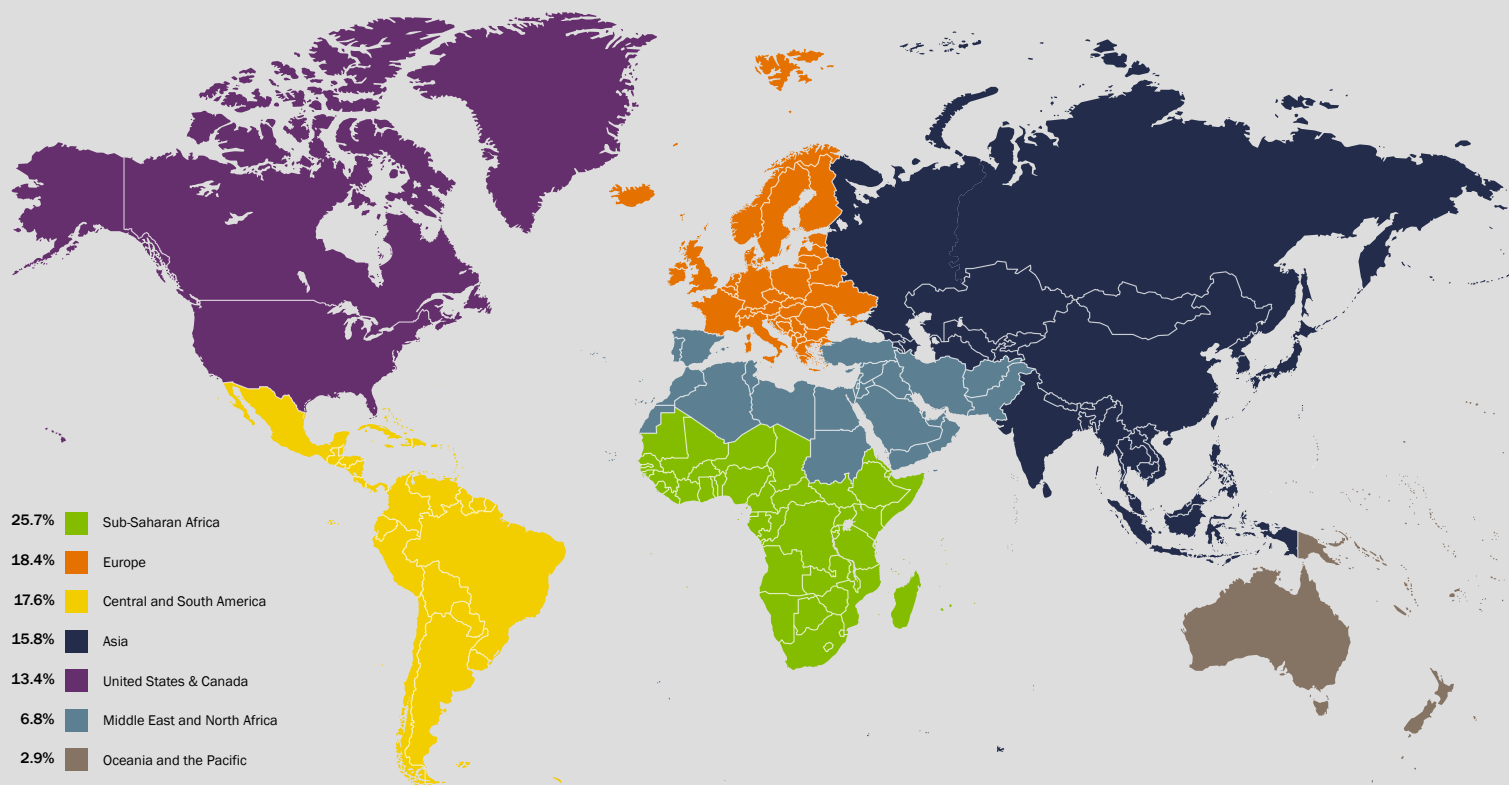 25.7% Sub-Saharan Africa
18.4% Europe
17.6% Central and South America
15.8% Asia
13.4% United States & Canada
6.8% Middle East and North Africa
2.9% Oceania and the Pacific